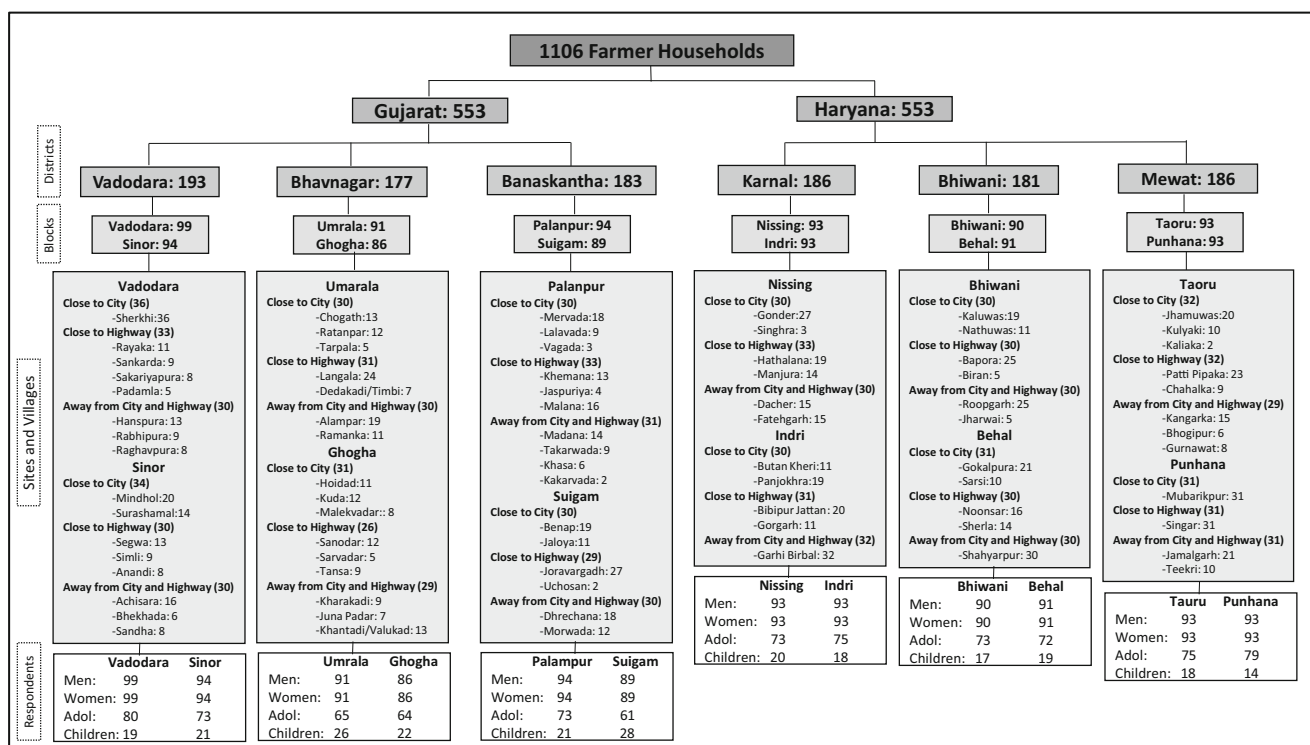 1106 Farmer Households
Gujarat: 553
Haryana: 553
Districts
Vadodara: 193
Bhavnagar: 177
Banaskantha: 183
Karnal: 186
Bhiwani: 181
Mewat: 186
Blocks
Vadodara: 99
Sinor: 94
Umrala: 91
Ghogha: 86
Palanpur: 94
Suigam: 89
Nissing: 93
Indri: 93
Bhiwani: 90
Behal: 91
Taoru: 93
Punhana: 93
Sites and Villages
Vadodara
Close to City (36)
-Sherkhi:36
Close to Highway (33)
-Rayaka: 11
-Sankarda: 9
-Sakariyapura: 8
-Padamla: 5
Away from City and Highway (30)
-Hanspura: 13
-Rabhipura: 9
-Raghavpura: 8
Sinor
Close to City (34)
-Mindhol:20
-Surashamal:14
Close to Highway (30)
-Segwa: 13
-Simli: 9
-Anandi: 8
Away from City and Highway (30)
-Achisara: 16
-Bhekhada: 6
-Sandha: 8
Umarala
Close to City (30)
-Chogath:13
-Ratanpar: 12
-Tarpala: 5
Close to Highway (31)
-Langala: 24
-Dedakadi/Timbi: 7
Away from City and Highway (30)
-Alampar: 19
-Ramanka: 11
Ghogha
Close to City (31)
-Hoidad:11
-Kuda:12
-Malekvadar:: 8
Close to Highway (26)
-Sanodar: 12
-Sarvadar: 5
-Tansa: 9
Away from City and Highway (29)
-Kharakadi: 9
-Juna Padar: 7
-Khantadi/Valukad: 13
Palanpur
Close to City (30)
-Mervada:18
-Lalavada: 9
-Vagada: 3
Close to Highway (33)
-Khemana: 13
-Jaspuriya: 4
-Malana: 16
Away from City and Highway (31)
-Madana: 14
-Takarwada: 9
-Khasa: 6
-Kakarvada: 2
Suigam
Close to City (30)
-Benap:19
-Jaloya:11
Close to Highway (29)
-Joravargadh: 27
-Uchosan: 2
Away from City and Highway (30)
-Dhrechana: 18
-Morwada: 12
Nissing
Close to City (30)
-Gonder:27
-Singhra: 3
Close to Highway (33)
-Hathalana: 19
-Manjura: 14
Away from City and Highway (30)
-Dacher: 15
-Fatehgarh: 15
Indri
Close to City (30)
-Butan Kheri:11
-Panjokhra: 19
Close to Highway (31)
-Bibipur Jattan: 20
-Gorgarh: 11
Away from City and Highway (32)
-Garhi Birbal: 32
Bhiwani
Close to City (30)
-Kaluwas:19
-Nathuwas: 11
Close to Highway (30)
-Bapora: 25
-Biran: 5
Away from City and Highway (30)
-Roopgarh: 25
-Jharwai: 5
Behal
Close to City (31)
-Gokalpura: 21
-Sarsi:10
Close to Highway (30)
-Noonsar: 16
-Sherla: 14
Away from City and Highway (30)
-Shahyarpur: 30
Taoru
Close to City (32)
-Jhamuwas:20
-Kulyaki: 10
-Kaliaka: 2
Close to Highway (32)
-Patti Pipaka: 23
-Chahalka: 9
Away from City and Highway (29)
-Kangarka: 15
-Bhogipur: 6
-Gurnawat: 8
Punhana
Close to City (31)
-Mubarikpur: 31
Close to Highway (31)
-Singar: 31
Away from City and Highway (31)
-Jamalgarh: 21
-Teekri: 10
Respondents
Vadodara Sinor
Men: 99 94
Women: 99 94
Adol: 80 73
Children: 19 21
Umrala Ghogha
Men: 91 86
Women: 91 86
Adol: 65 64
Children: 26 22
Palampur Suigam
Men: 94 89
Women: 94 89
Adol: 73 61
Children: 21 28
Nissing Indri
Men: 93 93
Women: 93 93
Adol: 73 75
Children: 20 18
Bhiwani Behal
Men: 90 91
Women: 90 91
Adol: 73 72
Children: 17 19
Tauru Punhana
Men: 93 93
Women: 93 93
Adol: 75 79
Children: 18 14